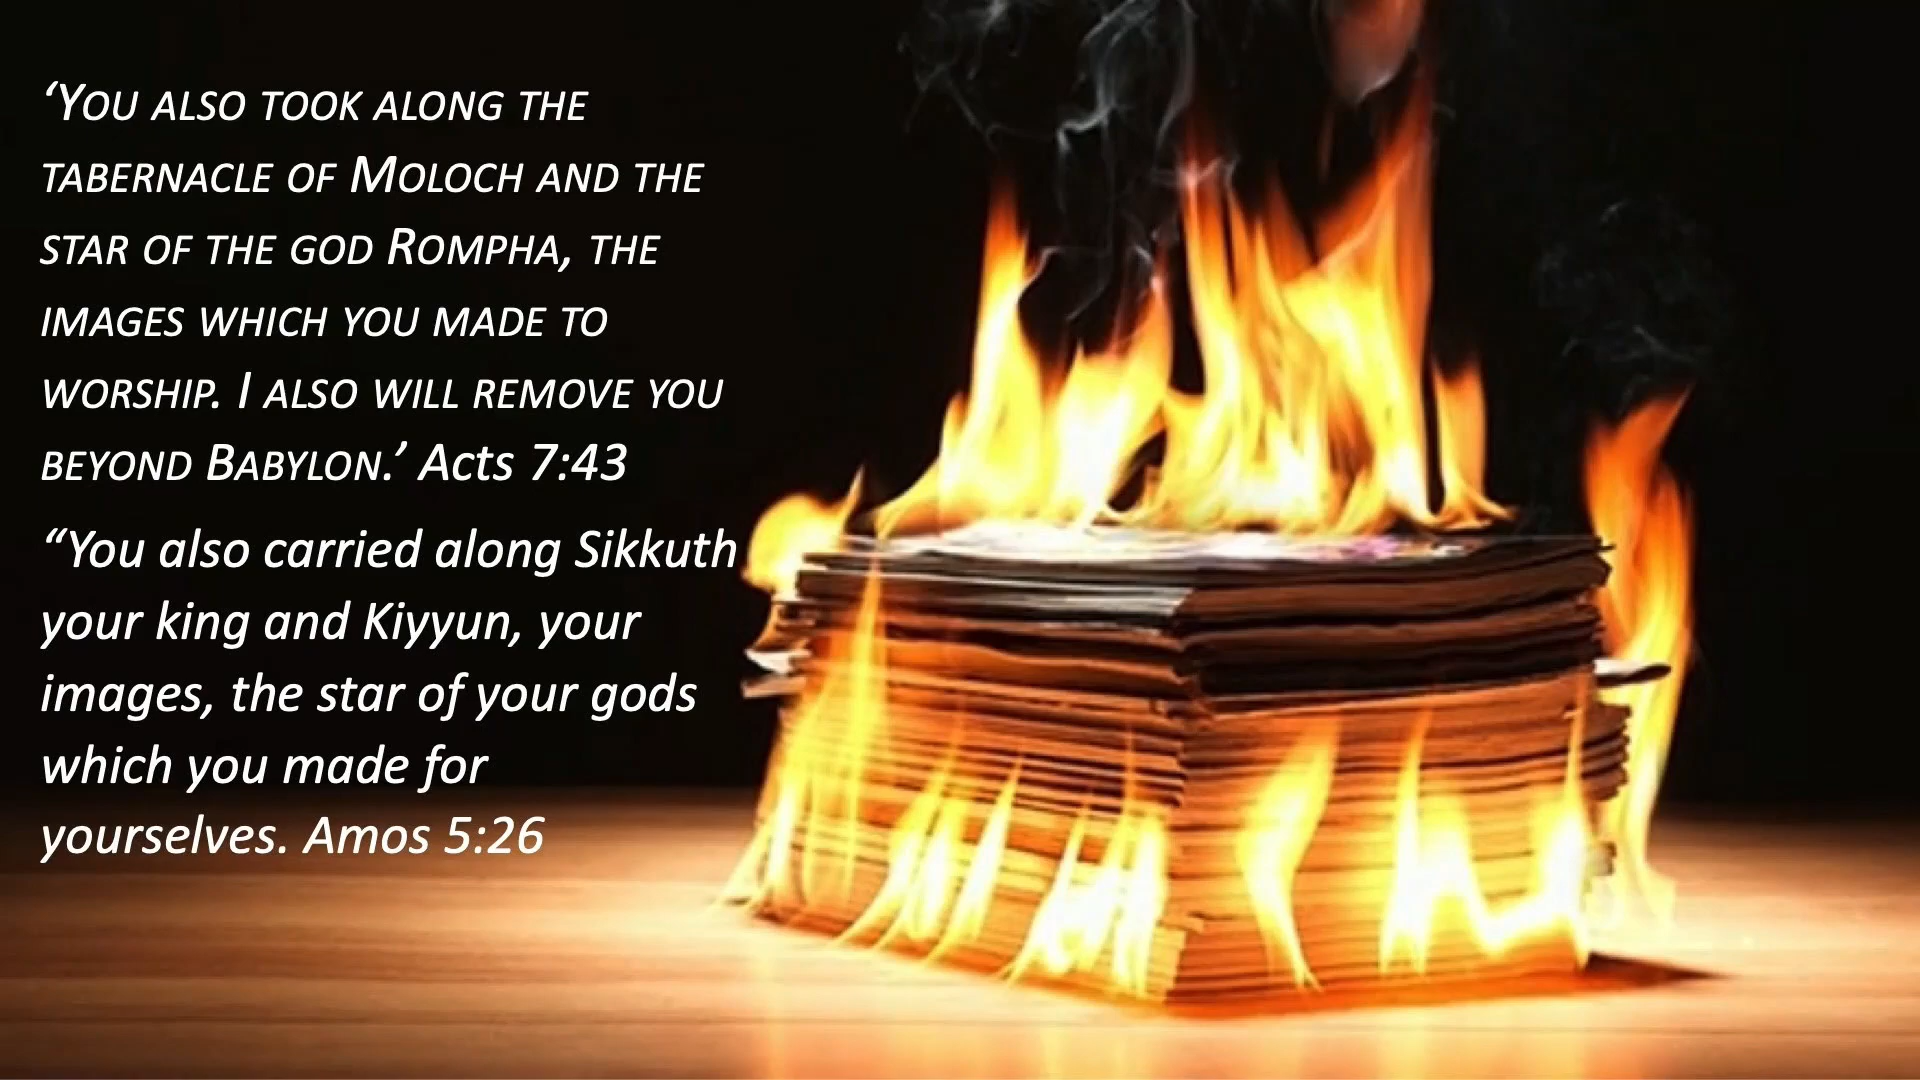 ‘You also took along the
tabernacle of Moloch and the
star of the god Rompha, the
images which you made to
worship. I also will remove you
beyond Babylon.’ Acts 7:43
“You also carried along Sikkuth
your king and Kiyyun, your
images, the star of your gods
which you made for
yourselves. Amos 5:26